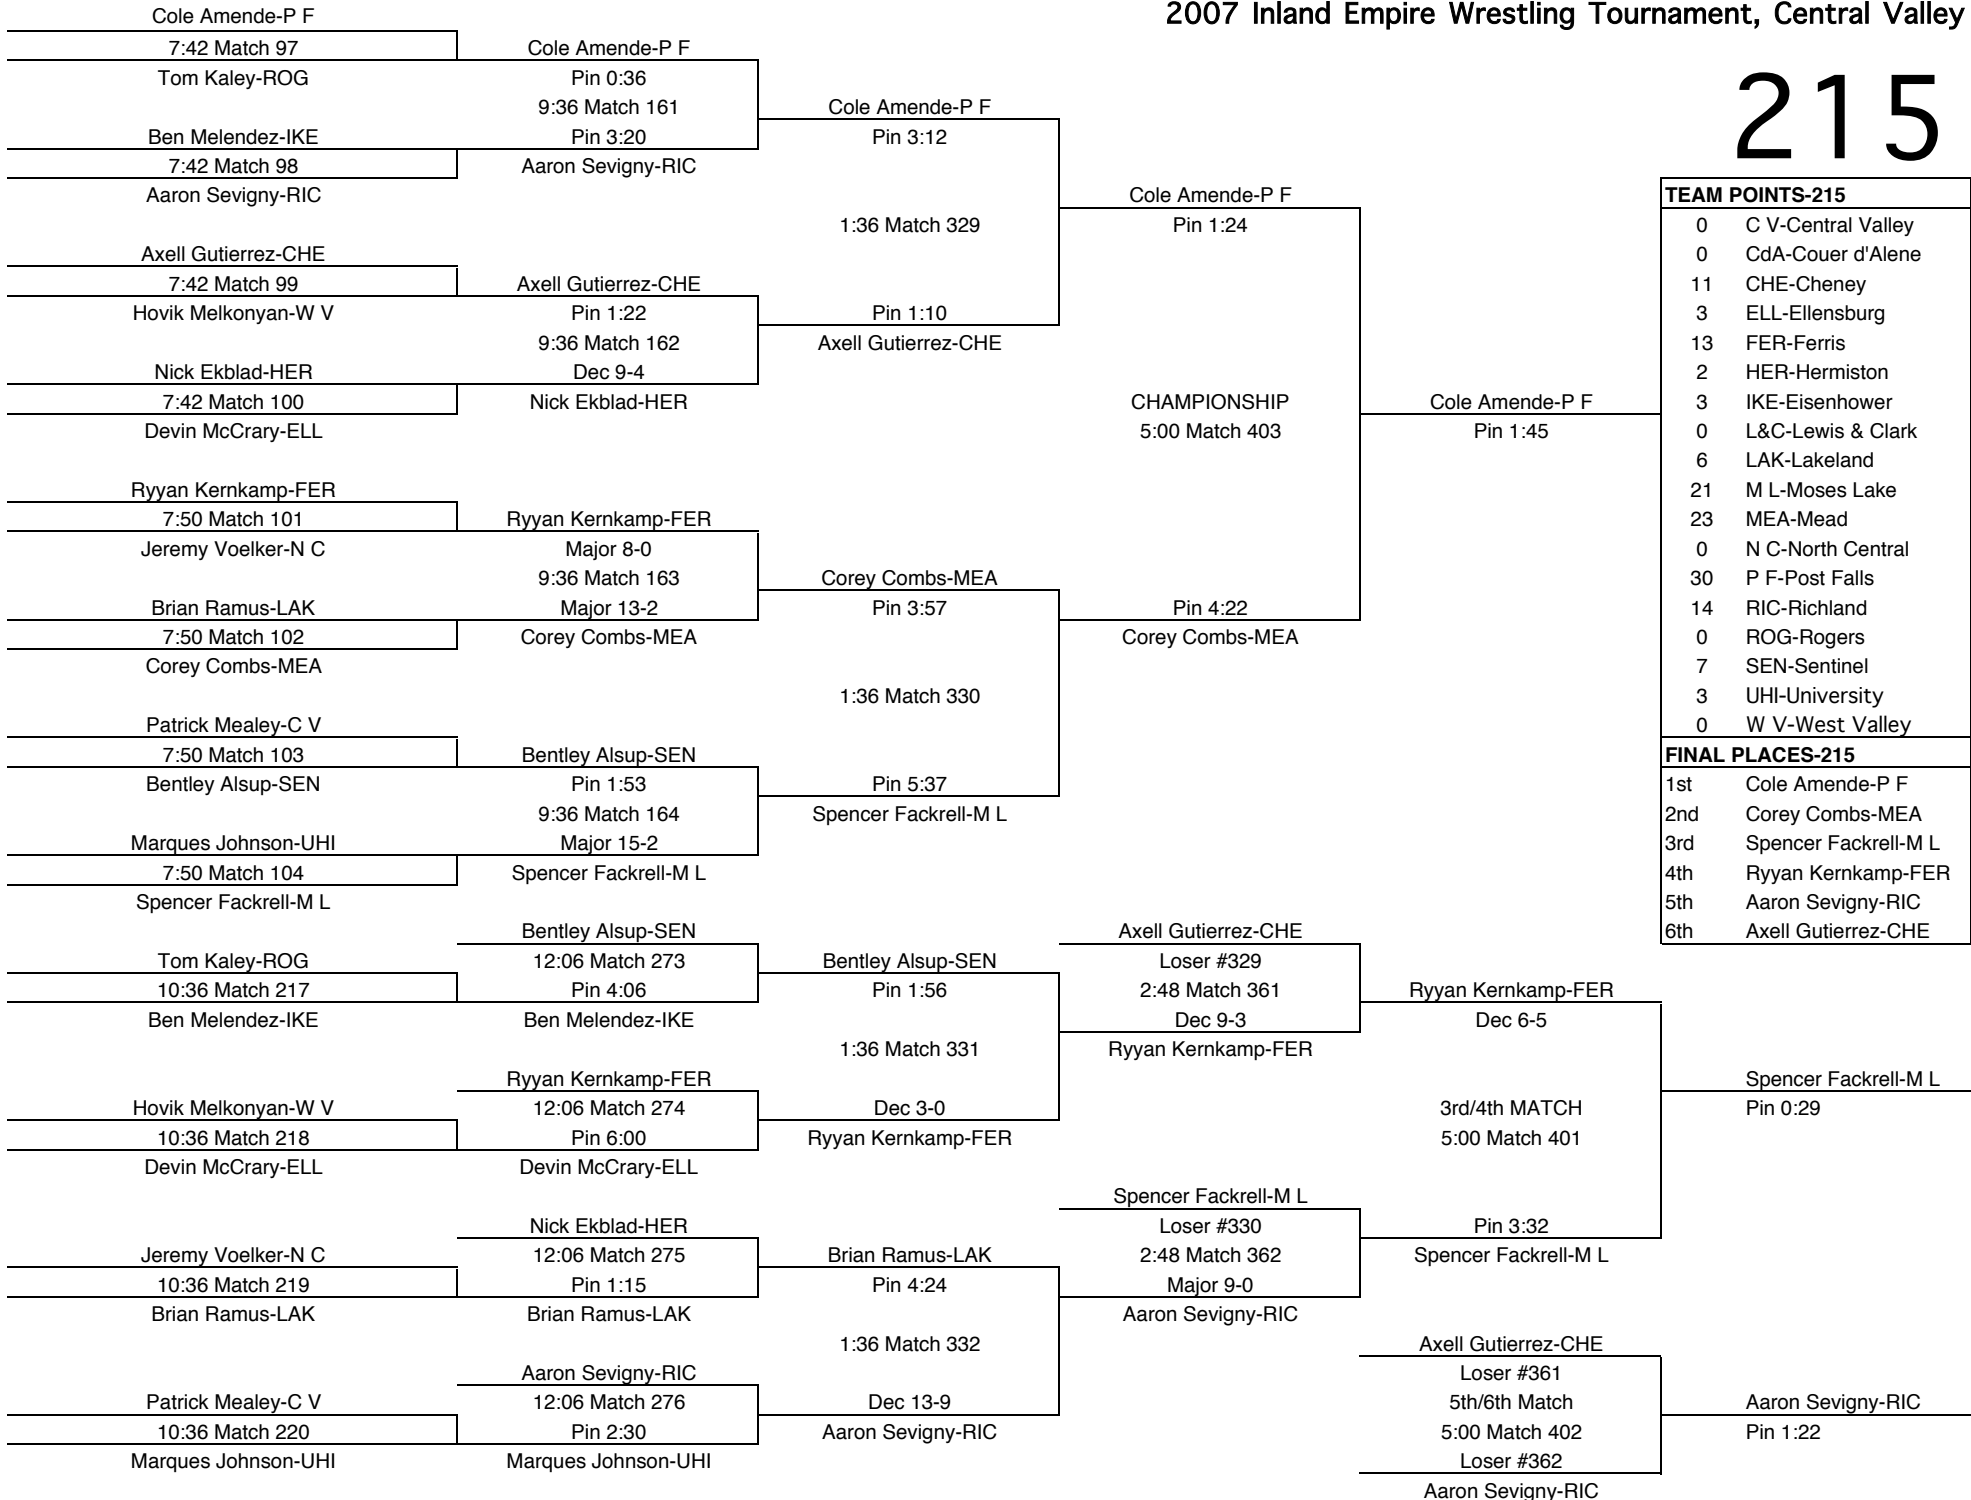 2007 Inland Empire Wrestling Tournament, Central Valley
215
Cole Amende-P F
7:42 Match 97
Tom Kaley-ROG
Ben Melendez-IKE
7:42 Match 98
Aaron Sevigny-RIC
Axell Gutierrez-CHE
7:42 Match 99
Hovik Melkonyan-W V
Nick Ekblad-HER
7:42 Match 100
Devin McCrary-ELL
Ryyan Kernkamp-FER
7:50 Match 101
Jeremy Voelker-N C
Brian Ramus-LAK
7:50 Match 102
Corey Combs-MEA
Patrick Mealey-C V
7:50 Match 103
Bentley Alsup-SEN
Marques Johnson-UHI
7:50 Match 104
Spencer Fackrell-M L
Cole Amende-P F
Pin 0:36
9:36 Match 161
Pin 3:20
Aaron Sevigny-RIC
Axell Gutierrez-CHE
Pin 1:22
9:36 Match 162
Dec 9-4
Nick Ekblad-HER
Ryyan Kernkamp-FER
Major 8-0
9:36 Match 163
Major 13-2
Corey Combs-MEA
Bentley Alsup-SEN
Pin 1:53
9:36 Match 164
Major 15-2
Spencer Fackrell-M L
Cole Amende-P F
Pin 3:12
1:36 Match 329
Pin 1:10
Axell Gutierrez-CHE
Corey Combs-MEA
Pin 3:57
1:36 Match 330
Pin 5:37
Spencer Fackrell-M L
Cole Amende-P F
Pin 1:24
CHAMPIONSHIP
5:00 Match 403
Pin 4:22
Corey Combs-MEA
Cole Amende-P F
Pin 1:45
TEAM POINTS-215
0 C V-Central Valley
0 CdA-Couer d'Alene
11 CHE-Cheney
3 ELL-Ellensburg
13 FER-Ferris
2 HER-Hermiston
3 IKE-Eisenhower
0 L&C-Lewis & Clark
6 LAK-Lakeland
21 M L-Moses Lake
23 MEA-Mead
0 N C-North Central
30 P F-Post Falls
14 RIC-Richland
0 ROG-Rogers
7 SEN-Sentinel
3 UHI-University
0 W V-West Valley
FINAL PLACES-215
1st Cole Amende-P F
2nd Corey Combs-MEA
3rd Spencer Fackrell-M L
4th Ryyan Kernkamp-FER
5th Aaron Sevigny-RIC
6th Axell Gutierrez-CHE
Tom Kaley-ROG
10:36 Match 217
Ben Melendez-IKE
Hovik Melkonyan-W V
10:36 Match 218
Devin McCrary-ELL
Jeremy Voelker-N C
10:36 Match 219
Brian Ramus-LAK
Patrick Mealey-C V
10:36 Match 220
Marques Johnson-UHI
Bentley Alsup-SEN
12:06 Match 273
Pin 4:06
Ben Melendez-IKE
Ryyan Kernkamp-FER
12:06 Match 274
Pin 6:00
Devin McCrary-ELL
Nick Ekblad-HER
12:06 Match 275
Pin 1:15
Brian Ramus-LAK
Aaron Sevigny-RIC
12:06 Match 276
Pin 2:30
Marques Johnson-UHI
Bentley Alsup-SEN
Pin 1:56
1:36 Match 331
Dec 3-0
Ryyan Kernkamp-FER
Brian Ramus-LAK
Pin 4:24
1:36 Match 332
Dec 13-9
Aaron Sevigny-RIC
Axell Gutierrez-CHE
Loser #329
2:48 Match 361
Dec 9-3
Ryyan Kernkamp-FER
Spencer Fackrell-M L
Loser #330
2:48 Match 362
Major 9-0
Aaron Sevigny-RIC
Ryyan Kernkamp-FER
Dec 6-5
3rd/4th MATCH
5:00 Match 401
Pin 3:32
Spencer Fackrell-M L
Spencer Fackrell-M L
Pin 0:29
Axell Gutierrez-CHE
Loser #361
5th/6th Match
5:00 Match 402
Loser #362
Aaron Sevigny-RIC
Aaron Sevigny-RIC
Pin 1:22